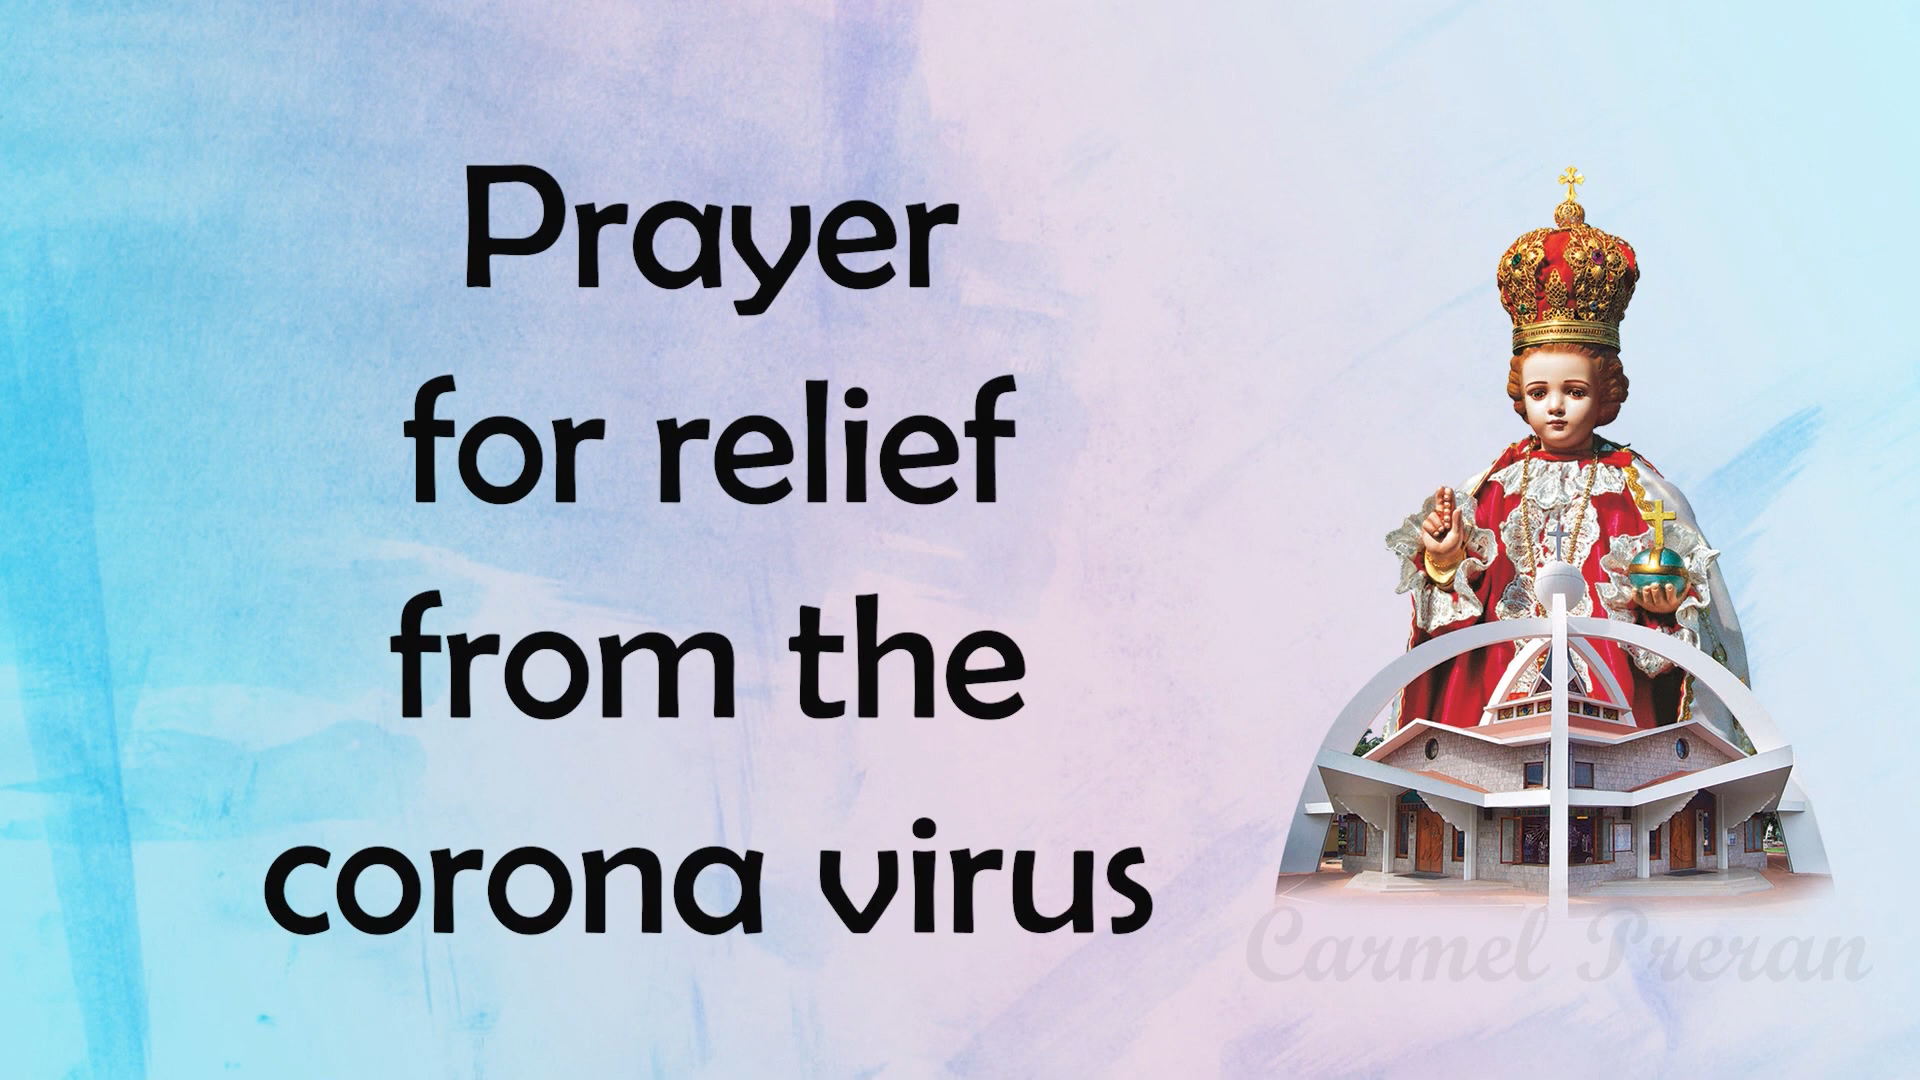 Prayer
for relief
from the
corona virus
Carmel Preran